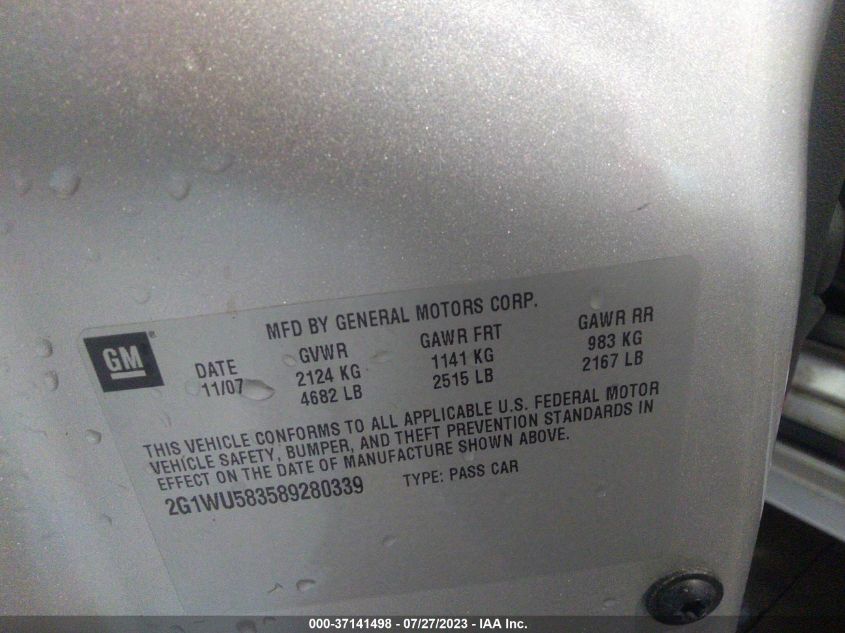 MFD BY GENERAL MOTORS CORP.
GM®
DATE GVWR GAWR FRT GAWR RR
11/07 2124 KG 1141 KG 983 KG
4682 LB 2515 LB 2167 LB
THIS VEHICLE CONFORMS TO ALL APPLICABLE U.S. FEDERAL MOTOR
VEHICLE SAFETY, BUMPER, AND THEFT PREVENTION STANDARDS IN
EFFECT ON THE DATE OF MANUFACTURE SHOWN ABOVE.
2G1WU583589280339 TYPE: PASS CAR
000-37141498 - 07/27/2023 - IAA Inc.